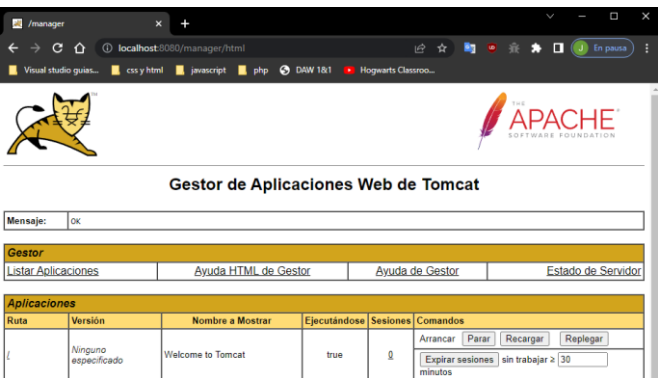 /manager
localhost:8080/manager/html
En pausa
Visual studio guias...
css y html
javascript
php
DAW 1&1
Hogwarts Classroo...
THE
APACHE
SOFTWARE FOUNDATION
Gestor de Aplicaciones Web de Tomcat
Mensaje: OK
Gestor
Listar Aplicaciones Ayuda HTML de Gestor Ayuda de Gestor Estado de Servidor
Aplicaciones
Ruta Versión Nombre a Mostrar Ejecutándose Sesiones Comandos
/ Ninguno especificado Welcome to Tomcat true 0
Arrancar Parar Recargar Replegar
Expirar sesiones sin trabajar ≥ 30
minutos